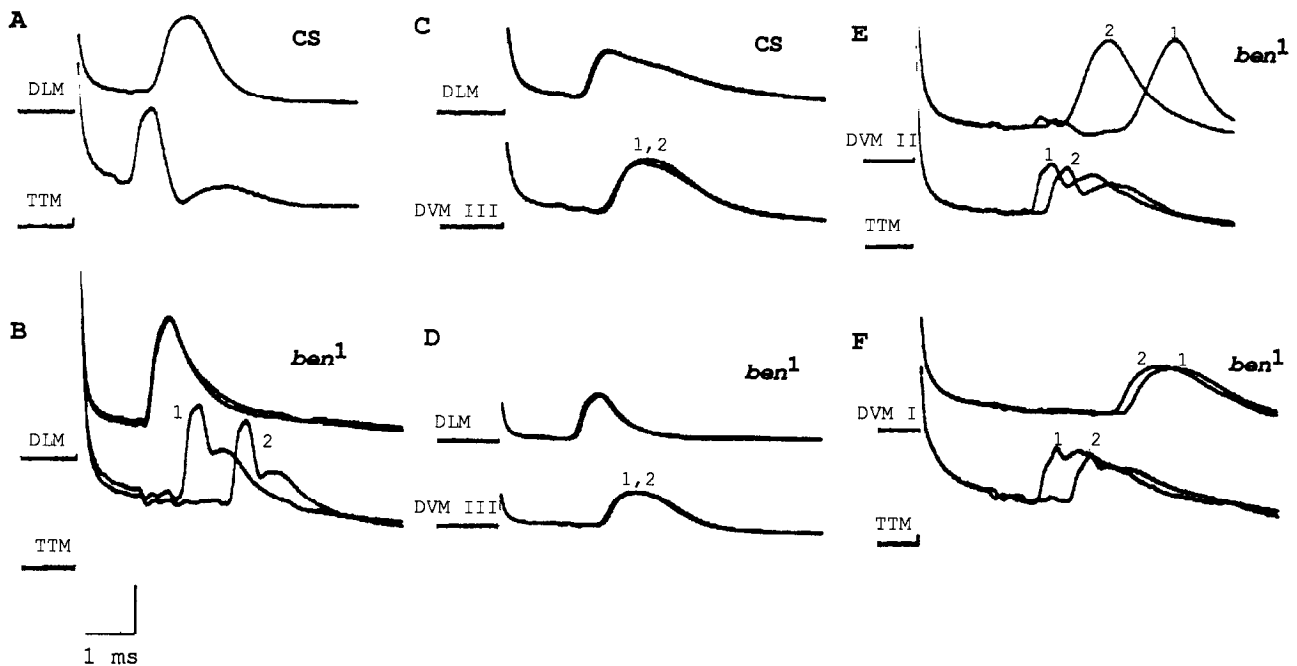 A
CS
DLM
TTM
B
ben1
1
2
DLM
TTM
1 ms
C
CS
DLM
1,2
DVM III
D
ben1
DLM
1,2
DVM III
E
2
1
ben1
DVM II
1
2
TTM
F
2
1
ben1
DVM I
1
2
TTM